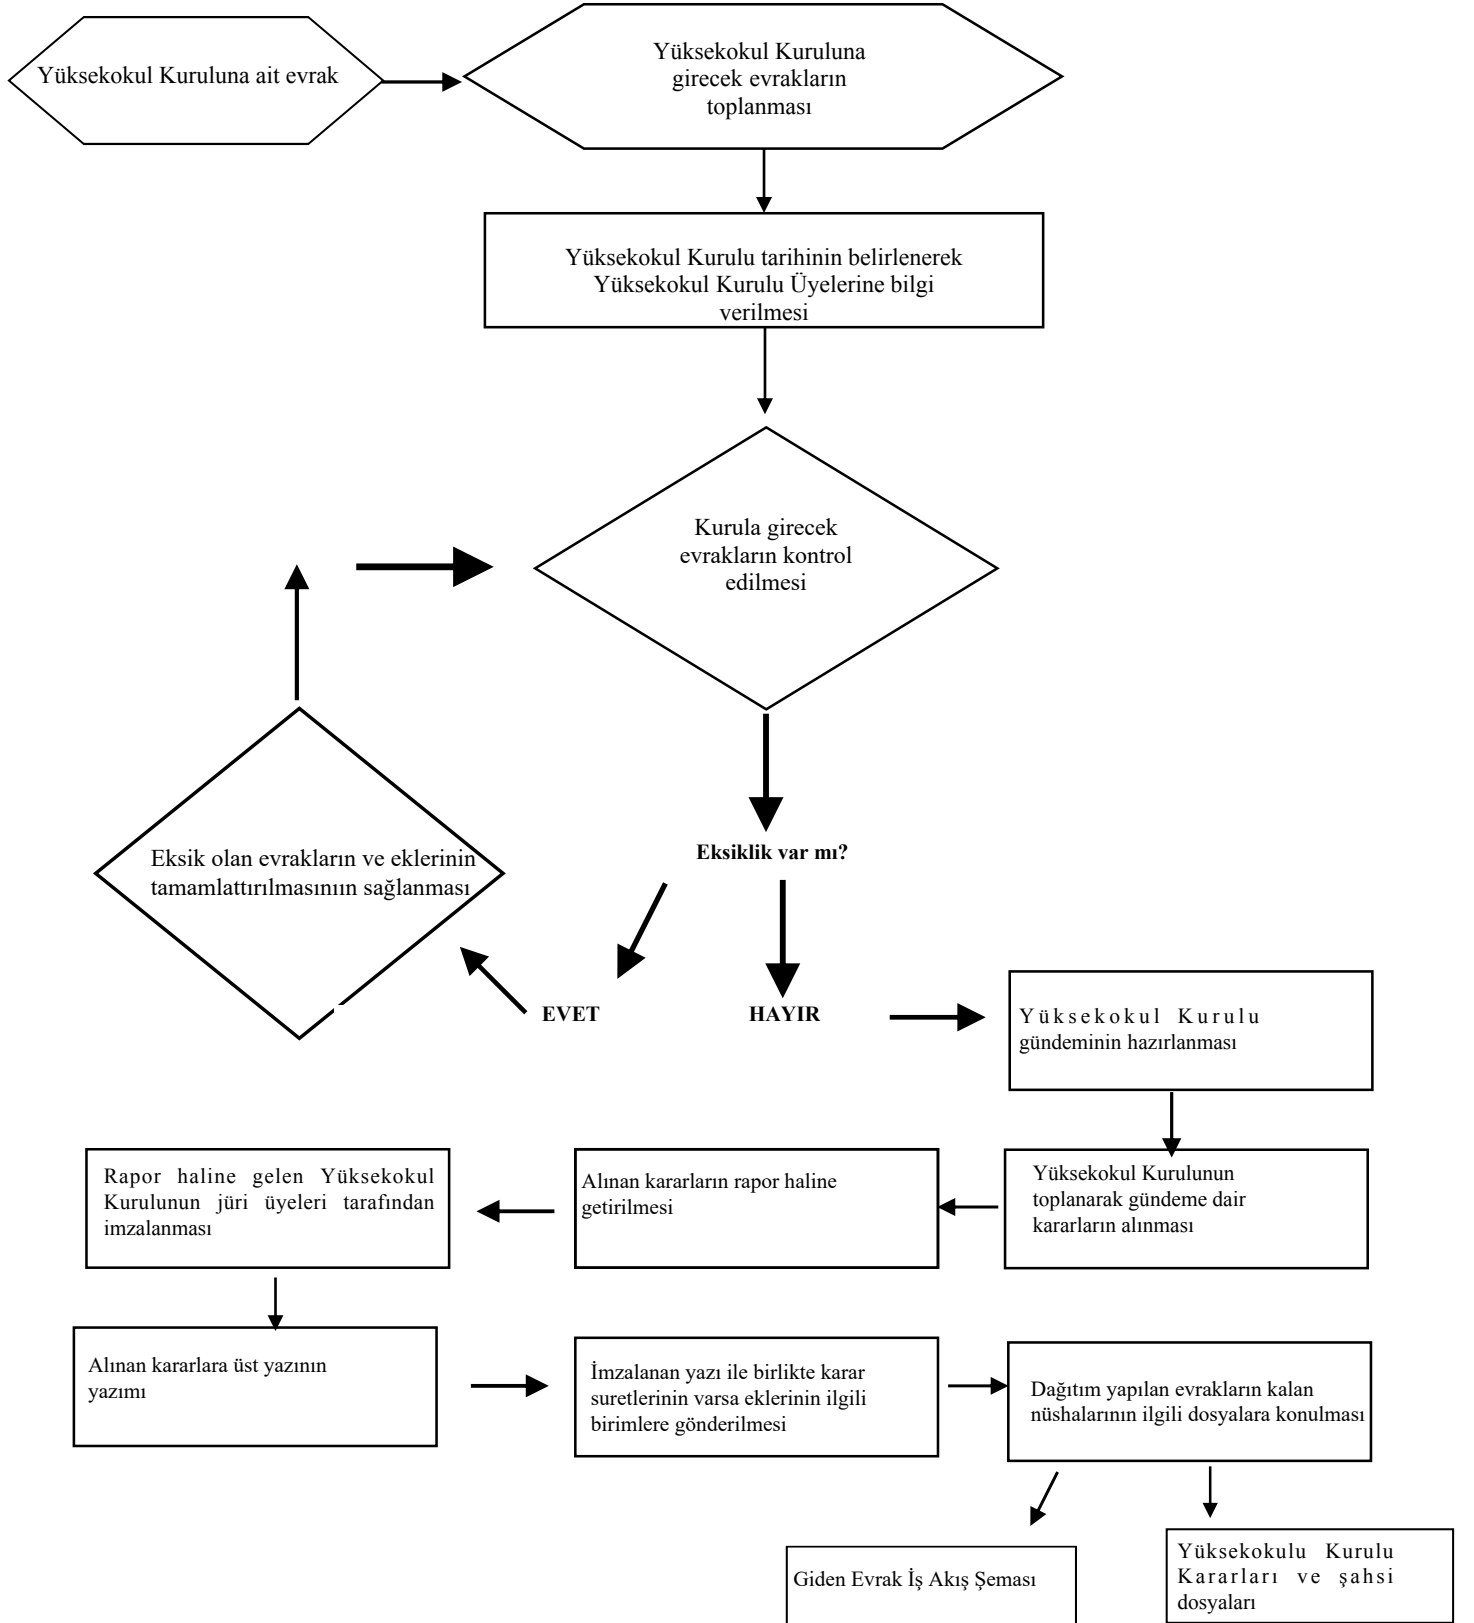 Yüksekokul Kuruluna ait evrak
Yüksekokul Kuruluna
girecek evrakların
toplanması
Yüksekokul Kurulu tarihinin belirlenerek
Yüksekokul Kurulu Üyelerine bilgi
verilmesi
Kurula girecek
evrakların kontrol
edilmesi
Eksiklik var mı?
Eksik olan evrakların ve eklerinin
tamamlattırılmasınıın sağlanması
EVET
HAYIR
Yüksekokul Kurulu
gündeminin hazırlanması
Yüksekokul Kurulunun
toplanarak gündeme dair
kararların alınması
Alınan kararların rapor haline
getirilmesi
Rapor haline gelen Yüksekokul
Kurulunun jüri üyeleri tarafından
imzalanması
Alınan kararlara üst yazının
yazımı
İmzalanan yazı ile birlikte karar
suretlerinin varsa eklerinin ilgili
birimlere gönderilmesi
Dağıtım yapılan evrakların kalan
nüshalarının ilgili dosyalara konulması
Giden Evrak İş Akış Şeması
Yüksekokulu Kurulu
Kararları ve şahsi
dosyaları